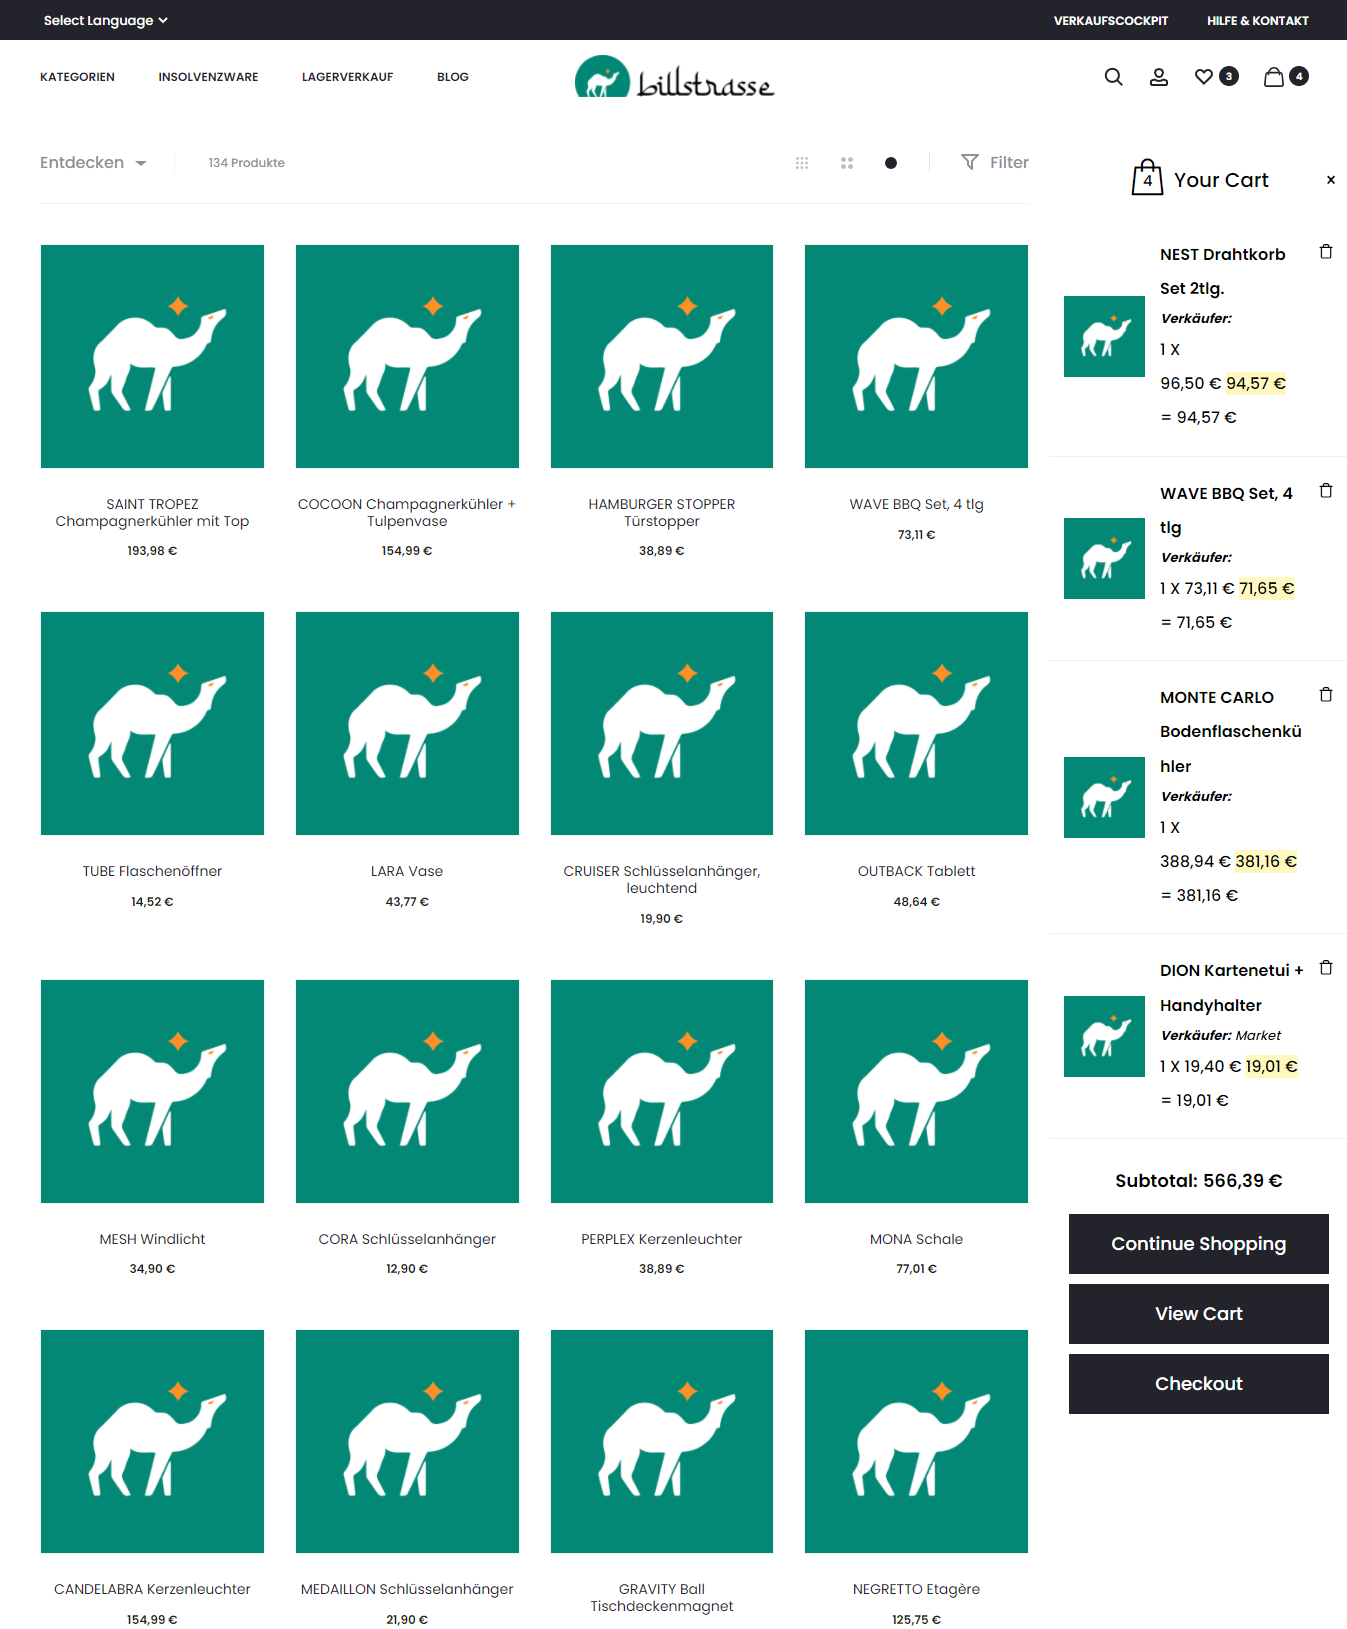 Select Language
VERKAUFSCOCKPIT
HILFE & KONTAKT
KATEGORIEN
INSOLVENZWARE
LAGERVERKAUF
BLOG
billstrasse
3
4
Entdecken
134 Produkte
Filter
SAINT TROPEZ
Champagnerkühler mit Top
193,98 €
COCOON Champagnerkühler +
Tulpenvase
154,99 €
HAMBURGER STOPPER
Türstopper
38,89 €
WAVE BBQ Set, 4 tlg
73,11 €
TUBE Flaschenöffner
14,52 €
LARA Vase
43,77 €
CRUISER Schlüsselanhänger,
leuchtend
19,90 €
OUTBACK Tablett
48,64 €
MESH Windlicht
34,90 €
CORA Schlüsselanhänger
12,90 €
PERPLEX Kerzenleuchter
38,89 €
MONA Schale
77,01 €
CANDELABRA Kerzenleuchter
154,99 €
MEDAILLON Schlüsselanhänger
21,90 €
GRAVITY Ball
Tischdeckenmagnet
NEGRETTO Etagère
125,75 €
4 Your Cart
x
NEST Drahtkorb
Set 2tlg.
Verkäufer:
1 X
96,50 € 94,57 €
= 94,57 €
WAVE BBQ Set, 4
tlg
Verkäufer:
1 X 73,11 € 71,65 €
= 71,65 €
MONTE CARLO
Bodenflaschenkü
hler
Verkäufer:
1 X
388,94 € 381,16 €
= 381,16 €
DION Kartenetui +
Handyhalter
Verkäufer: Market
1 X 19,40 € 19,01 €
= 19,01 €
Subtotal: 566,39 €
Continue Shopping
View Cart
Checkout